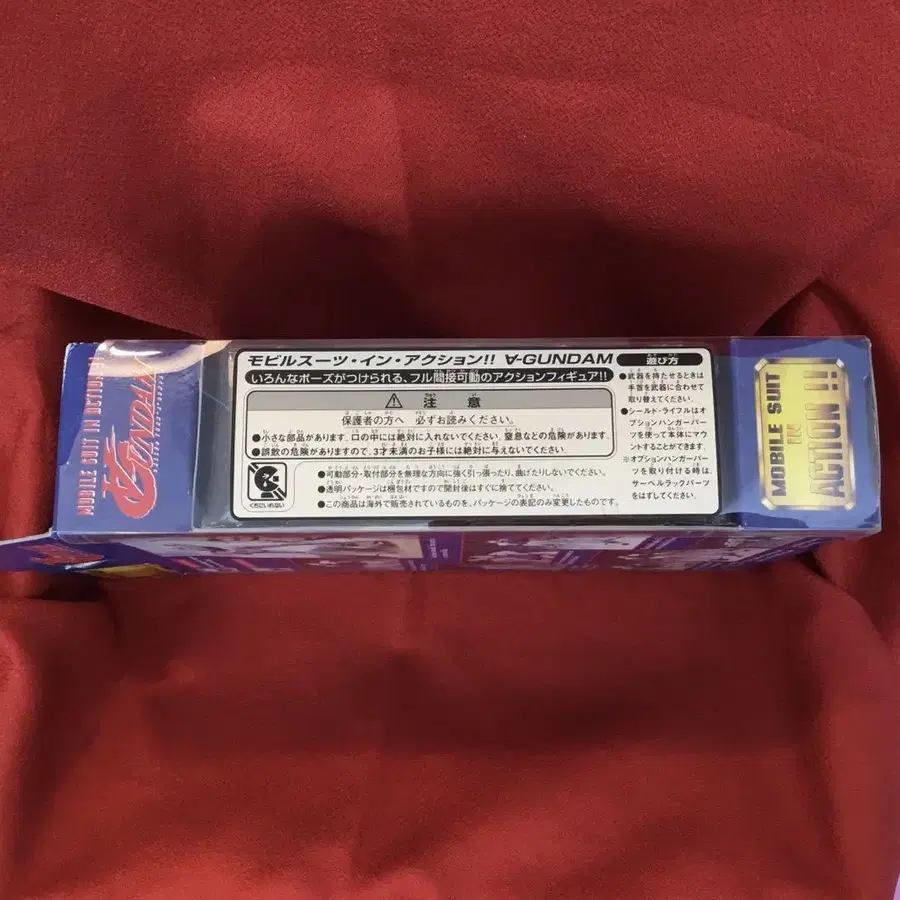 MOBILE SUIT IN ACTION!!
∀GUNDAM
モビルスーツ・イン・アクション!! ∀-GUNDAM
いろんなポーズがつけられる、フル間接可動のアクションフィギュア!!
⚠ 注意
保護者の方へ 必ずお読みください。
●小さな部品があります。口の中には絶対に入れないでください。窒息などの危険があります。
●誤飲の危険がありますので、3才未満のお子様には絶対に与えないでください。
くちにいれない
●可動部分・取付部分を無理な方向に強く引っ張ったり、曲げたりしないでください。
●透明パッケージは梱包材ですので開封後はすぐに捨ててください。
●この商品は海外で販売されているものを、パッケージの表記のみ変更したものです。
遊び方
●武器を持たせるときは
手首を武器に合わせて
取り替えてください。
●シールド・ライフルはオ
プションハンガーパー
ツを使って本体にマウ
ントすることができます。
※オプションハンガーパー
ツを取り付ける時は、
サーベルラックパーツ
をはずしてください。
MOBILE SUIT
IN
ACTION!!